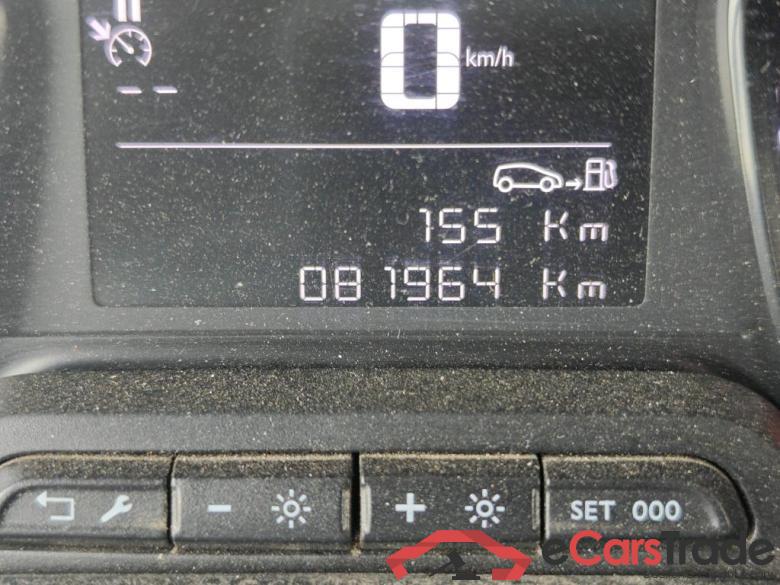 0 km/h
-- 
155 Km
081964 Km
- + SET 000
eCarsTrade